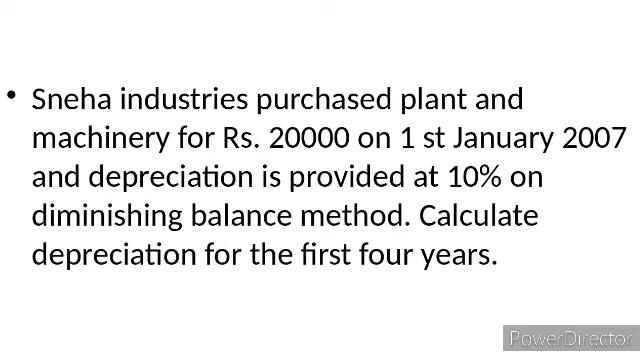 • Sneha industries purchased plant and
machinery for Rs. 20000 on 1 st January 2007
and depreciation is provided at 10% on
diminishing balance method. Calculate
depreciation for the first four years.
PowerDirector